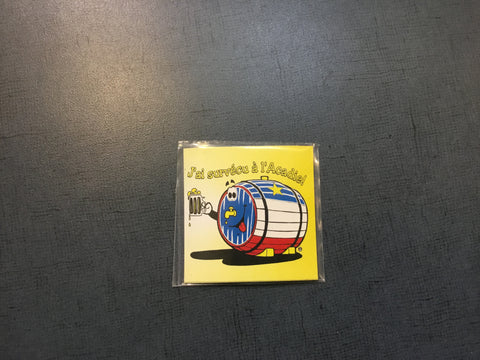 J'ai survécu à l'Acadie!